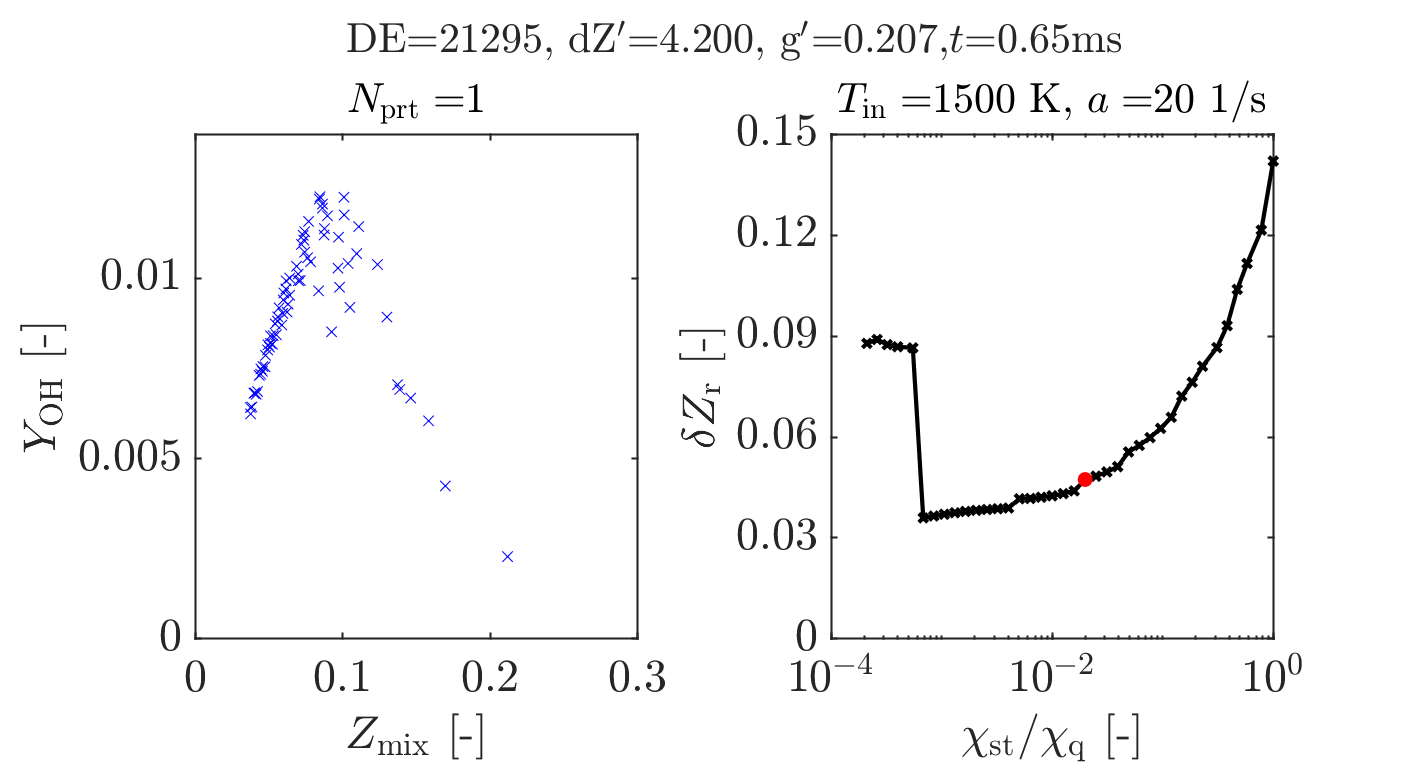 DE=21295, dZ′=4.200, g′=0.207,t=0.65ms
N_prt =1
0.01
0.005
0
0
0.1
0.2
0.3
Y_OH [-]
Z_mix [-]
T_in =1500 K, a =20 1/s
0.15
0.12
0.09
0.06
0.03
0
10⁻⁴
10⁻²
10⁰
δZ_r [-]
χ_st/χ_q [-]